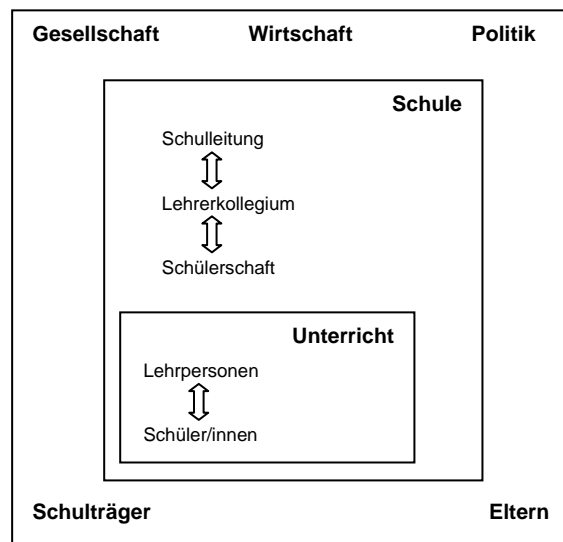 Gesellschaft Wirtschaft Politik
Schule
Schulleitung
Lehrerkollegium
Schülerschaft
Unterricht
Lehrpersonen
Schüler/innen
Schulträger Eltern